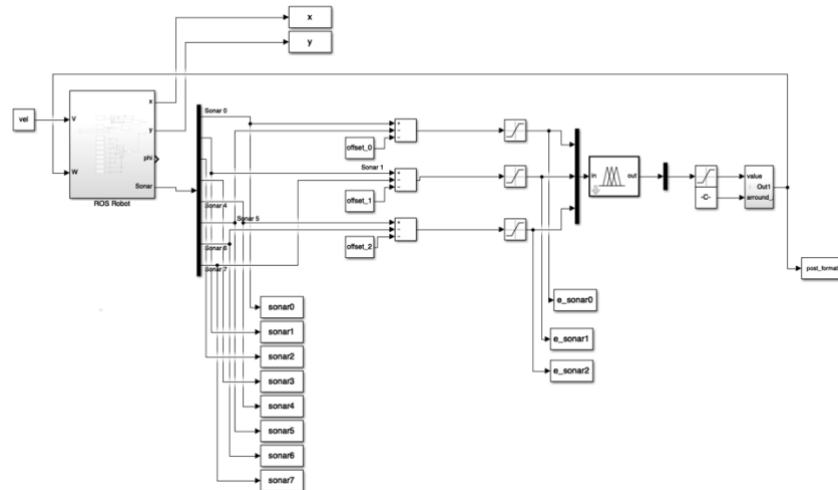 x
y
vel
V
W
x
y
phi
Sonar
ROS Robot
Sonar 0
Sonar 1
Sonar 4
Sonar 5
Sonar 6
Sonar 7
offset_0
offset_1
offset_2
+
-
-
+
-
-
+
-
-
in
out
-C-
value
Out1
arround_
post_format
sonar0
sonar1
sonar2
sonar3
sonar4
sonar5
sonar6
sonar7
e_sonar0
e_sonar1
e_sonar2